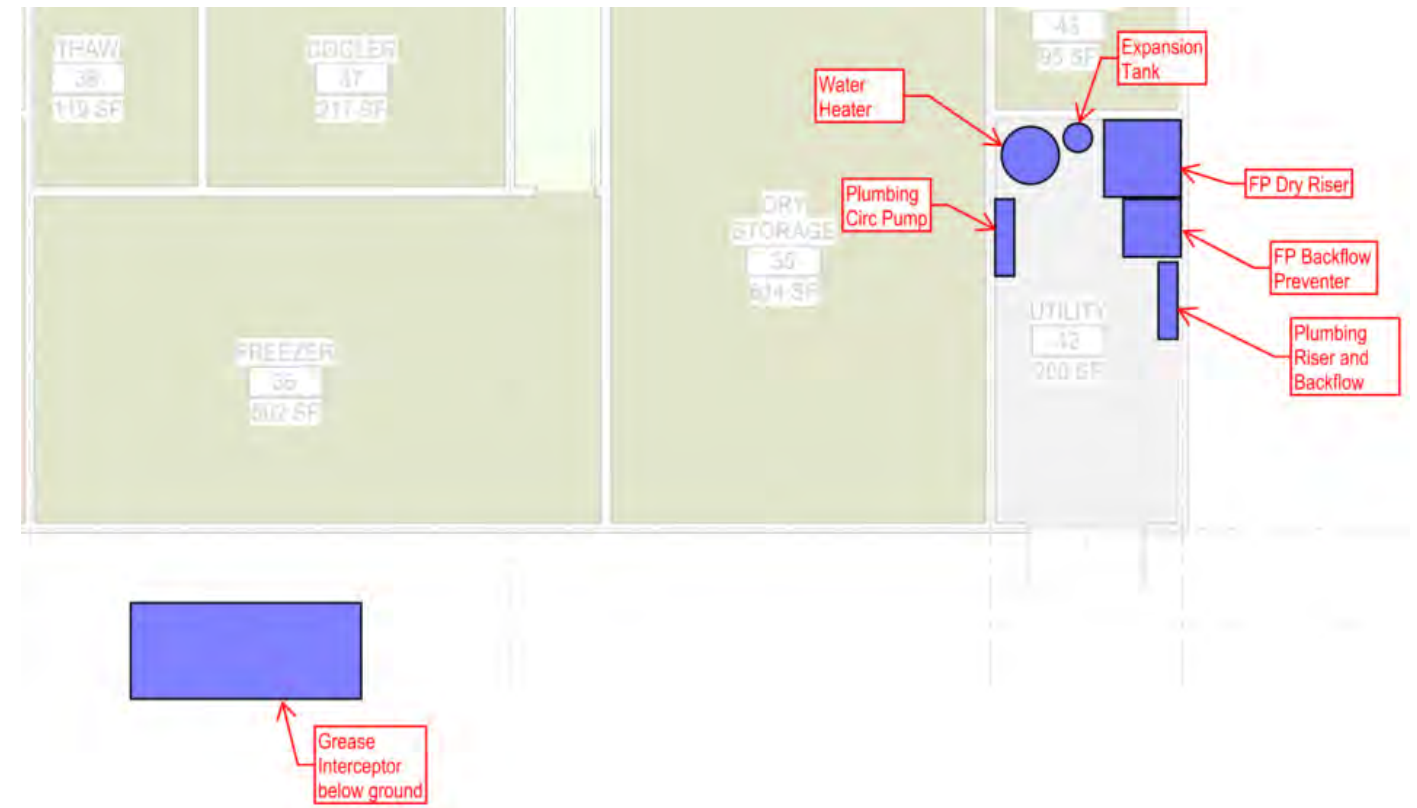 THAW
38
119 SF
COOLER
37
217 SF
95 SF
Expansion
Tank
Water
Heater
Plumbing
Circ Pump
FP Dry Riser
DRY
STORAGE
35
FP Backflow
Preventer
UTILITY
42
200 SF
Plumbing
Riser and
Backflow
FREEZER
36
Grease
Interceptor
below ground